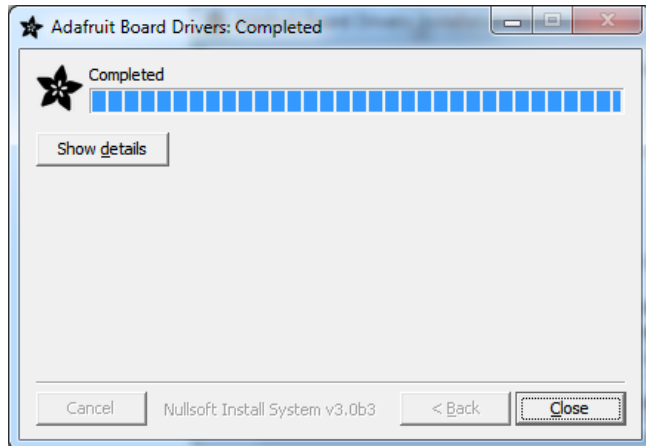 Adafruit Board Drivers: Completed
Completed
Show details
Cancel
Nullsoft Install System v3.0b3
< Back
Close